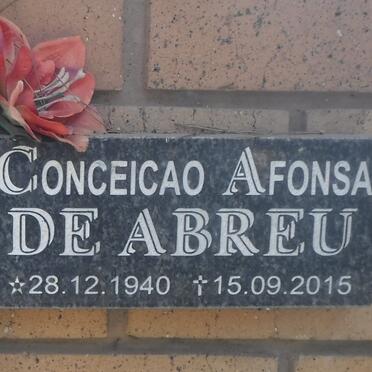 CONCEICAO AFONSA
DE ABREU
☆28.12.1940 †15.09.2015